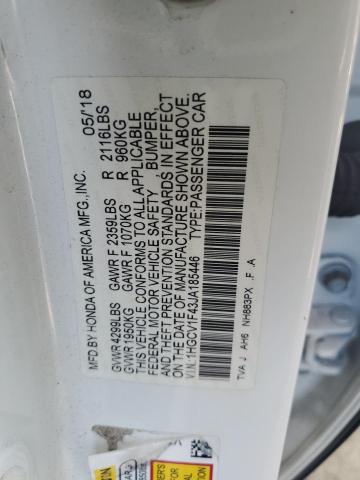 MFD BY HONDA OF AMERICA MFG.,INC. 05/18
GVWR 4299LBS GAWR F 2359LBS R 2116LBS
GVWR 1950KG GAWR F 1070KG R 960KG
THIS VEHICLE CONFORMS TO ALL APPLICABLE
FEDERAL MOTOR VEHICLE SAFETY , BUMPER,
AND THEFT PREVENTION STANDARDS IN EFFECT
ON THE DATE OF MANUFACTURE SHOWN ABOVE.
V.I.N:1HGCV1F43JA185446 TYPE:PASSENGER CAR
TVA J AH6 NH883PX F A